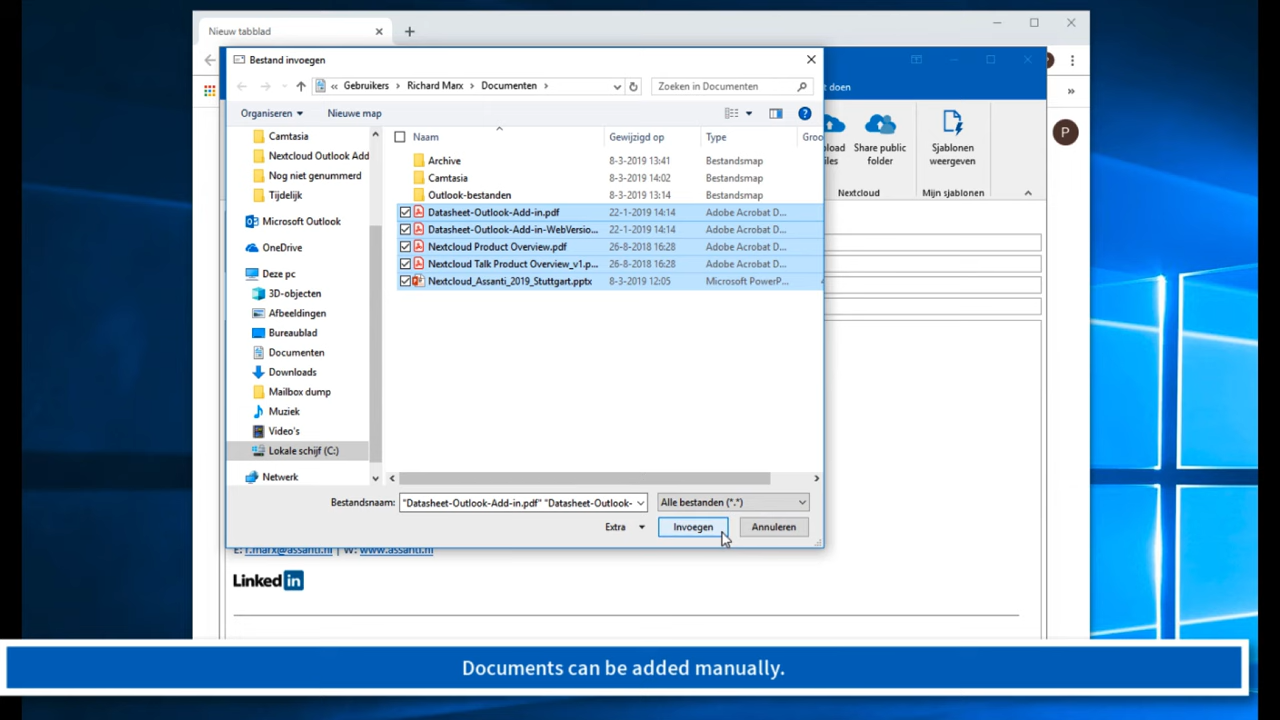 Nieuw tabblad
Bestand invoegen
Gebruikers
Richard Marx
Documenten
Zoeken in Documenten
t doen
Organiseren
Nieuwe map
Camtasia
Nextcloud Outlook Add
Nog niet genummerd
Tijdelijk
Microsoft Outlook
OneDrive
Deze pc
3D-objecten
Afbeeldingen
Bureaublad
Documenten
Downloads
Mailbox dump
Muziek
Video's
Lokale schijf (C:)
Netwerk
Naam Gewijzigd op Type Groo
Archive 8-3-2019 13:41 Bestandsmap
Camtasia 8-3-2019 14:02 Bestandsmap
Outlook-bestanden 8-3-2019 13:14 Bestandsmap
Datasheet-Outlook-Add-in.pdf 22-1-2019 14:14 Adobe Acrobat D...
Datasheet-Outlook-Add-in-WebVersio... 22-1-2019 14:14 Adobe Acrobat D...
Nextcloud Product Overview.pdf 26-8-2018 16:28 Adobe Acrobat D...
Nextcloud Talk Product Overview_v1.p... 26-8-2018 16:28 Adobe Acrobat D...
Nextcloud_Assanti_2019_Stuttgart.pptx 8-3-2019 12:05 Microsoft PowerP...
Bestandsnaam: "Datasheet-Outlook-Add-in.pdf" "Datasheet-Outlook- Alle bestanden (*.*)
Extra Invoegen Annuleren
pload
iles
Share public
folder
Sjablonen
weergeven
Nextcloud
Mijn sjablonen
P
E: r.marx@assanti.nl | W: www.assanti.nl
Linked in
Documents can be added manually.